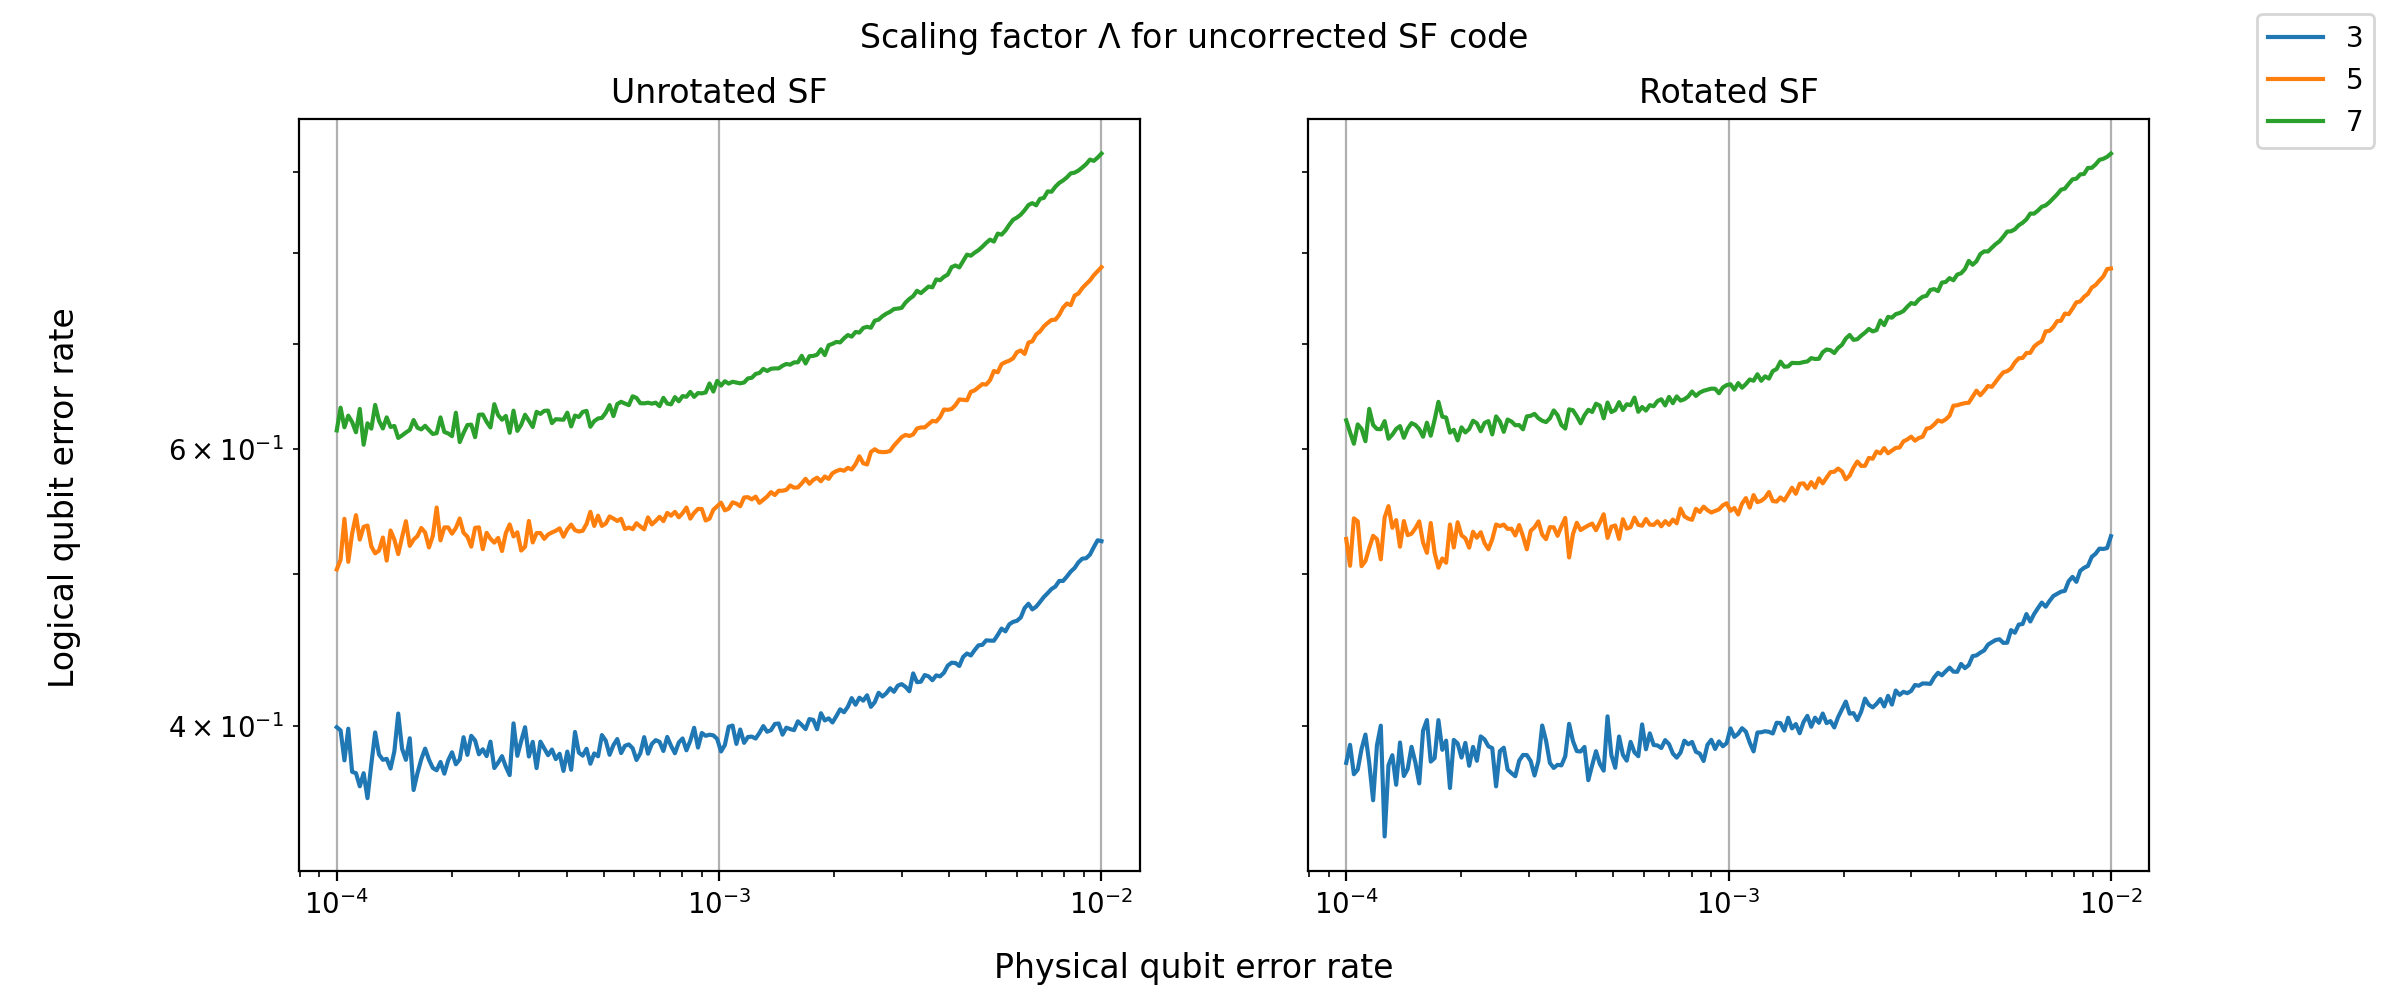 Scaling factor Λ for uncorrected SF code
3
5
7
Unrotated SF
Rotated SF
Logical qubit error rate
6 × 10⁻¹
4 × 10⁻¹
10⁻⁴ 10⁻³ 10⁻²
10⁻⁴ 10⁻³ 10⁻²
Physical qubit error rate